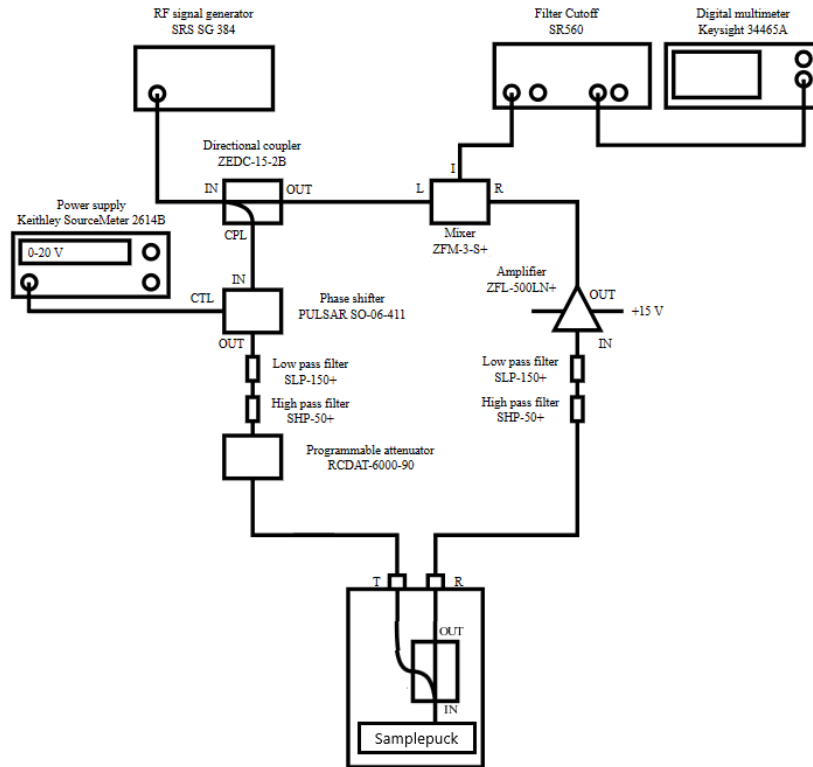 RF signal generator
SRS SG 384
Filter Cutoff
SR560
Digital multimeter
Keysight 34465A
Directional coupler
ZEDC-15-2B
IN
OUT
CPL
L
I
R
Mixer
ZFM-3-S+
Power supply
Keithley SourceMeter 2614B
0-20 V
CTL
IN
Phase shifter
PULSAR SO-06-411
OUT
Amplifier
ZFL-500LN+
OUT
+15 V
IN
Low pass filter
SLP-150+
High pass filter
SHP-50+
Low pass filter
SLP-150+
High pass filter
SHP-50+
Programmable attenuator
RCDAT-6000-90
T
R
OUT
IN
Samplepuck